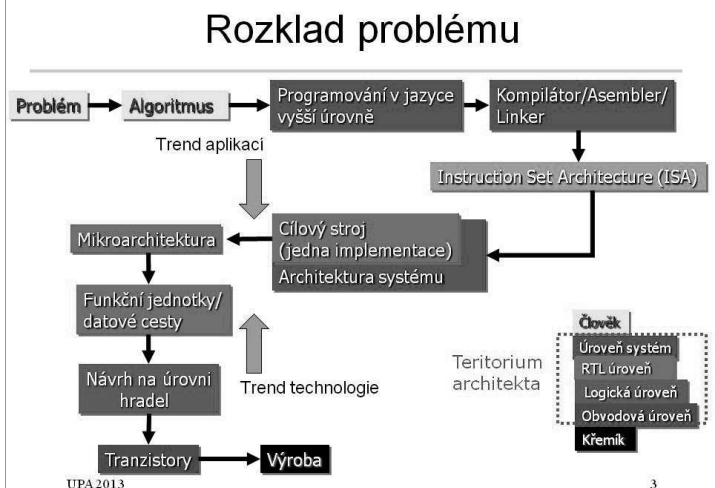 Rozklad problému
Problém
Algoritmus
Programování v jazyce
vyšší úrovně
Kompilátor/Asembler/
Linker
Trend aplikací
Instruction Set Architecture (ISA)
Cílový stroj
(jedna implementace)
Architektura systému
Mikroarchitektura
Funkční jednotky/
datové cesty
Návrh na úrovni
hradel
Trend technologie
Tranzistory
Výroba
Teritorium
architekta
Člověk
Úroveň systém
RTL úroveň
Logická úroveň
Obvodová úroveň
Křemík
UPA2013
3